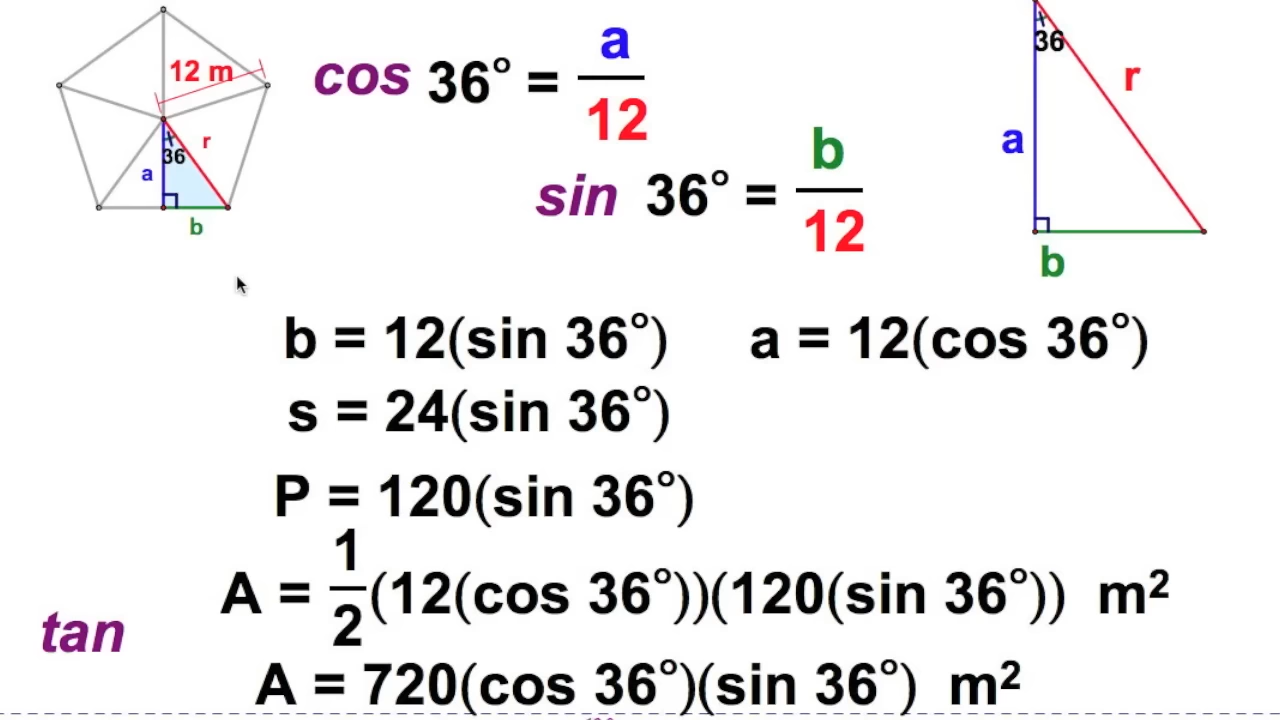 12 m
36
r
a
b
cos 36° = a/12
sin 36° = b/12
36
r
a
b
b = 12(sin 36°) a = 12(cos 36°)
s = 24(sin 36°)
P = 120(sin 36°)
A = 1/2(12(cos 36°))(120(sin 36°)) m²
tan
A = 720(cos 36°)(sin 36°) m²